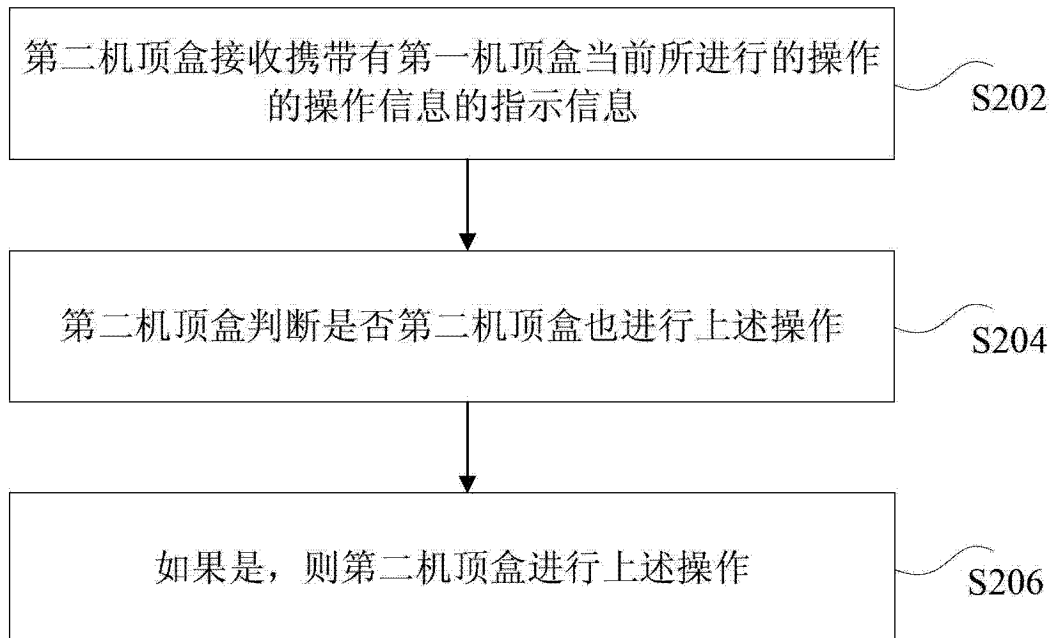 第二机顶盒接收携带有第一机顶盒当前所进行的操作
的操作信息的指示信息
S202
第二机顶盒判断是否第二机顶盒也进行上述操作
S204
如果是，则第二机顶盒进行上述操作
S206